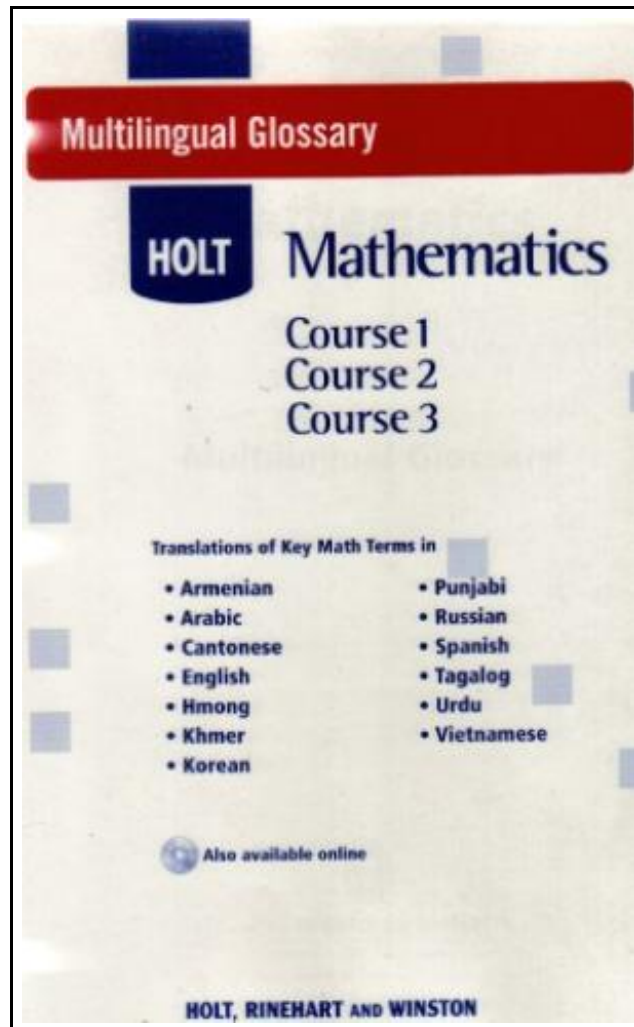 Multilingual Glossary
HOLT Mathematics
Course 1
Course 2
Course 3
Translations of Key Math Terms in
• Armenian
• Arabic
• Cantonese
• English
• Hmong
• Khmer
• Korean
• Punjabi
• Russian
• Spanish
• Tagalog
• Urdu
• Vietnamese
Also available online
HOLT, RINEHART AND WINSTON